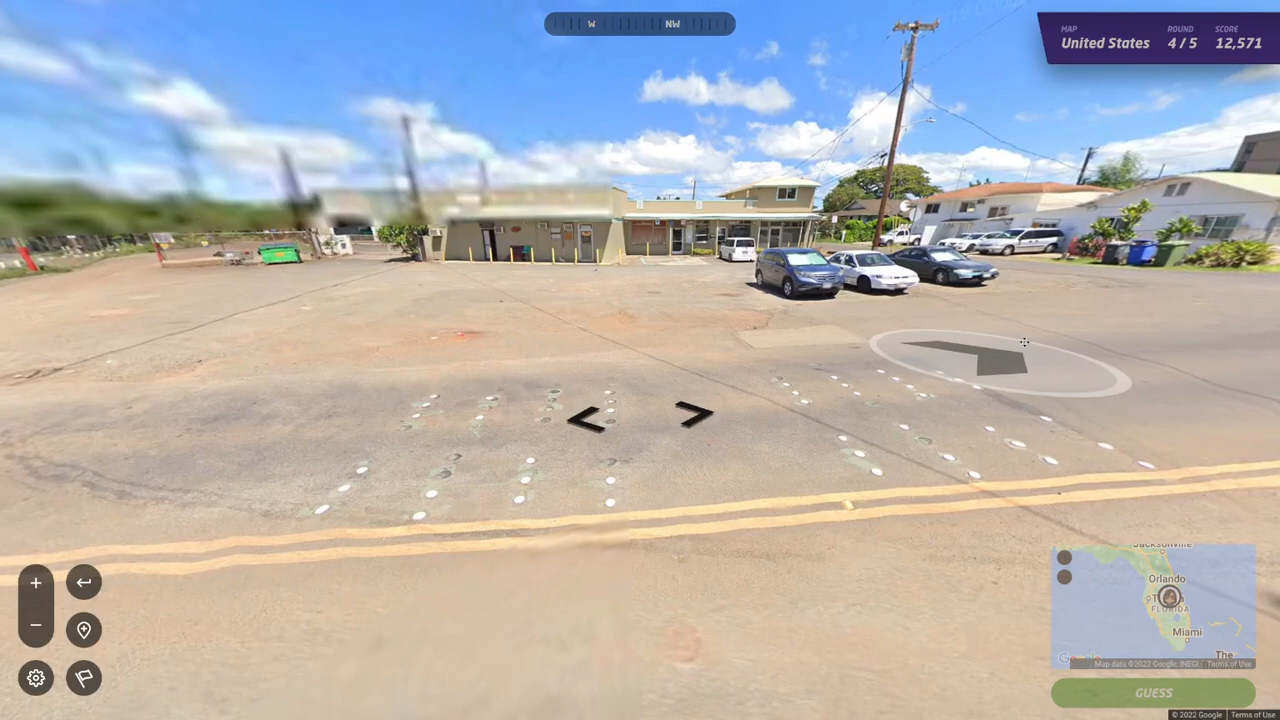 W NW
MAP ROUND SCORE
United States 4 / 5 12,571
Jacksonville
Orlando
FLORIDA
Miami
The
Google
Map data ©2022 Google, INEGI Terms of Use
GUESS
© 2022 Google Terms of Use